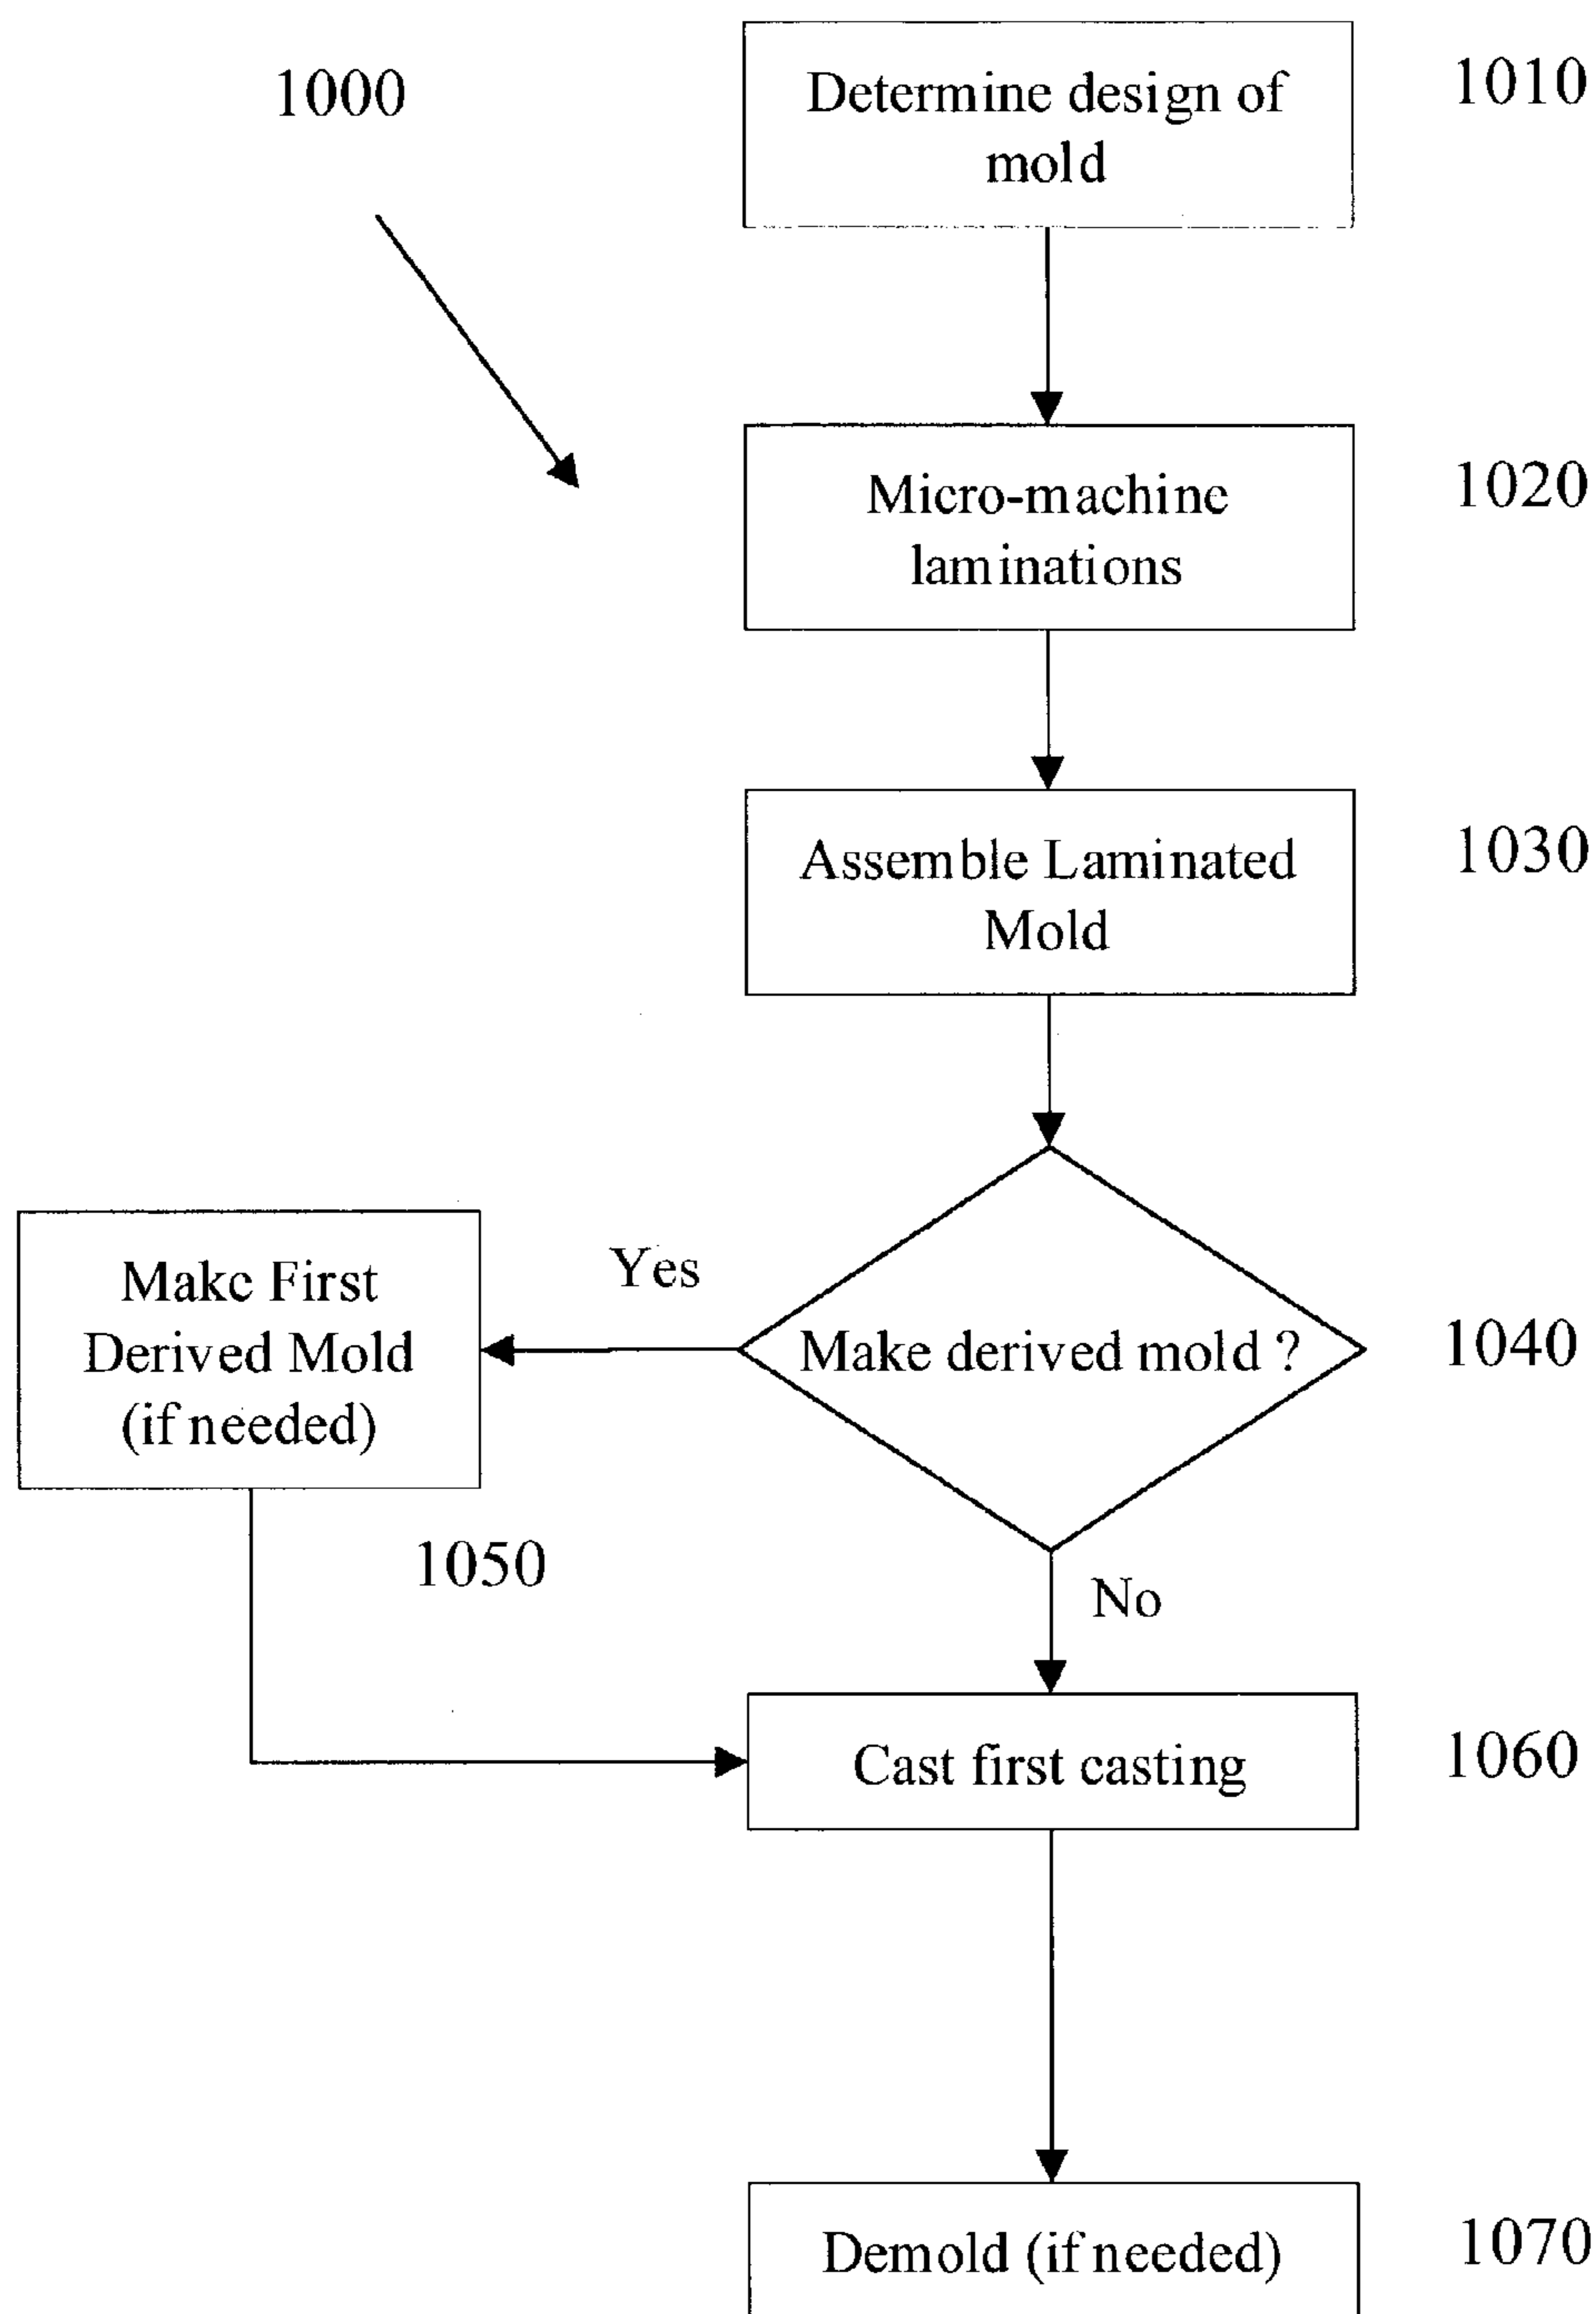 1000
Determine design of
mold
1010
Micro-machine
laminations
1020
Assemble Laminated
Mold
1030
Make derived mold ?
1040
Yes
Make First
Derived Mold
(if needed)
1050
No
Cast first casting
1060
Demold (if needed)
1070